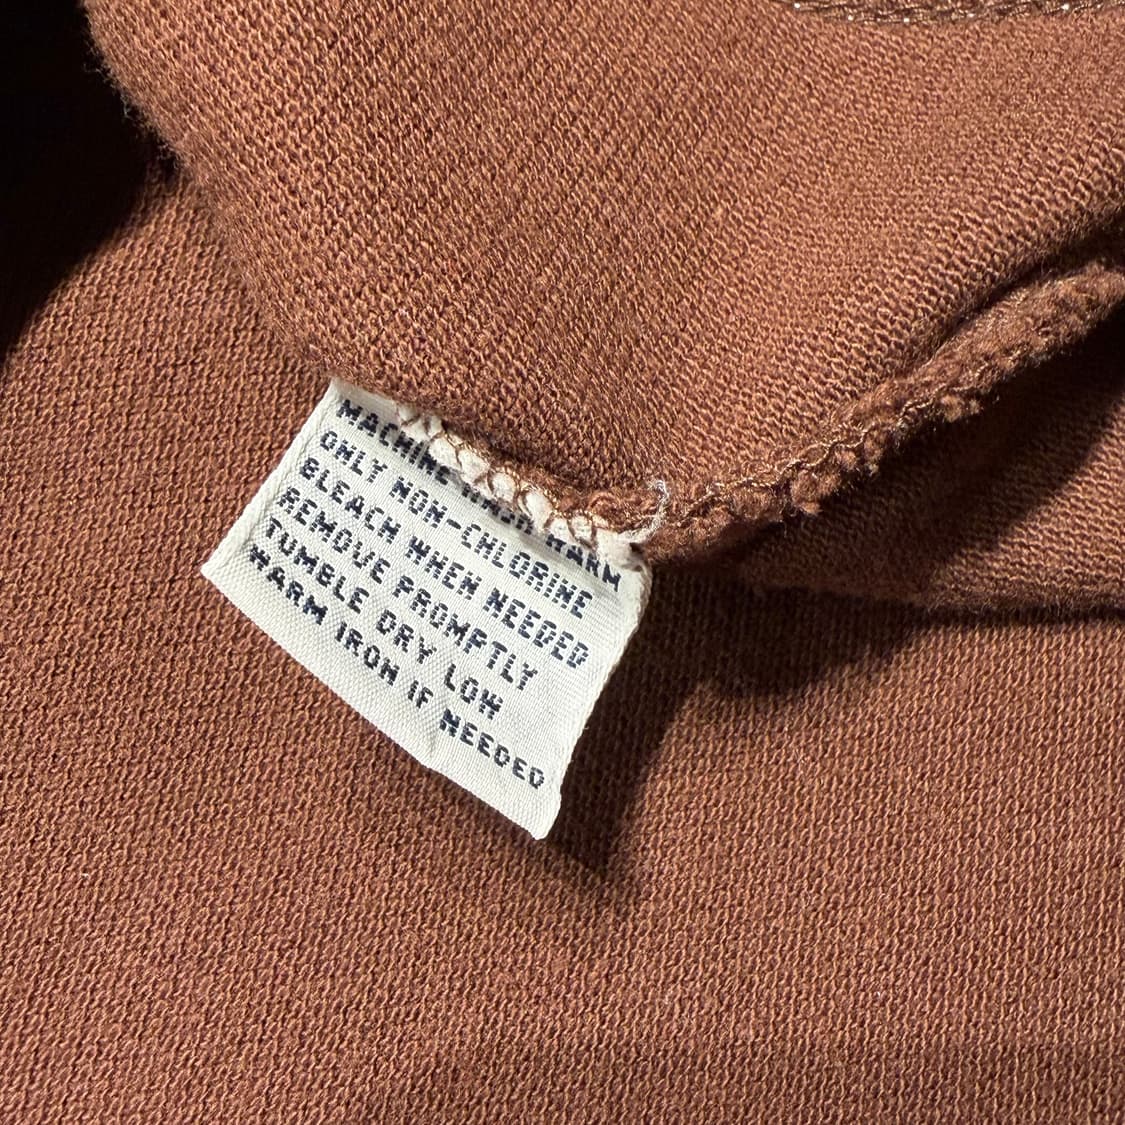 MACHINE WASH WARM
ONLY NON-CHLORINE
BLEACH WHEN NEEDED
REMOVE PROMPTLY
TUMBLE DRY LOW
WARM IRON IF NEEDED